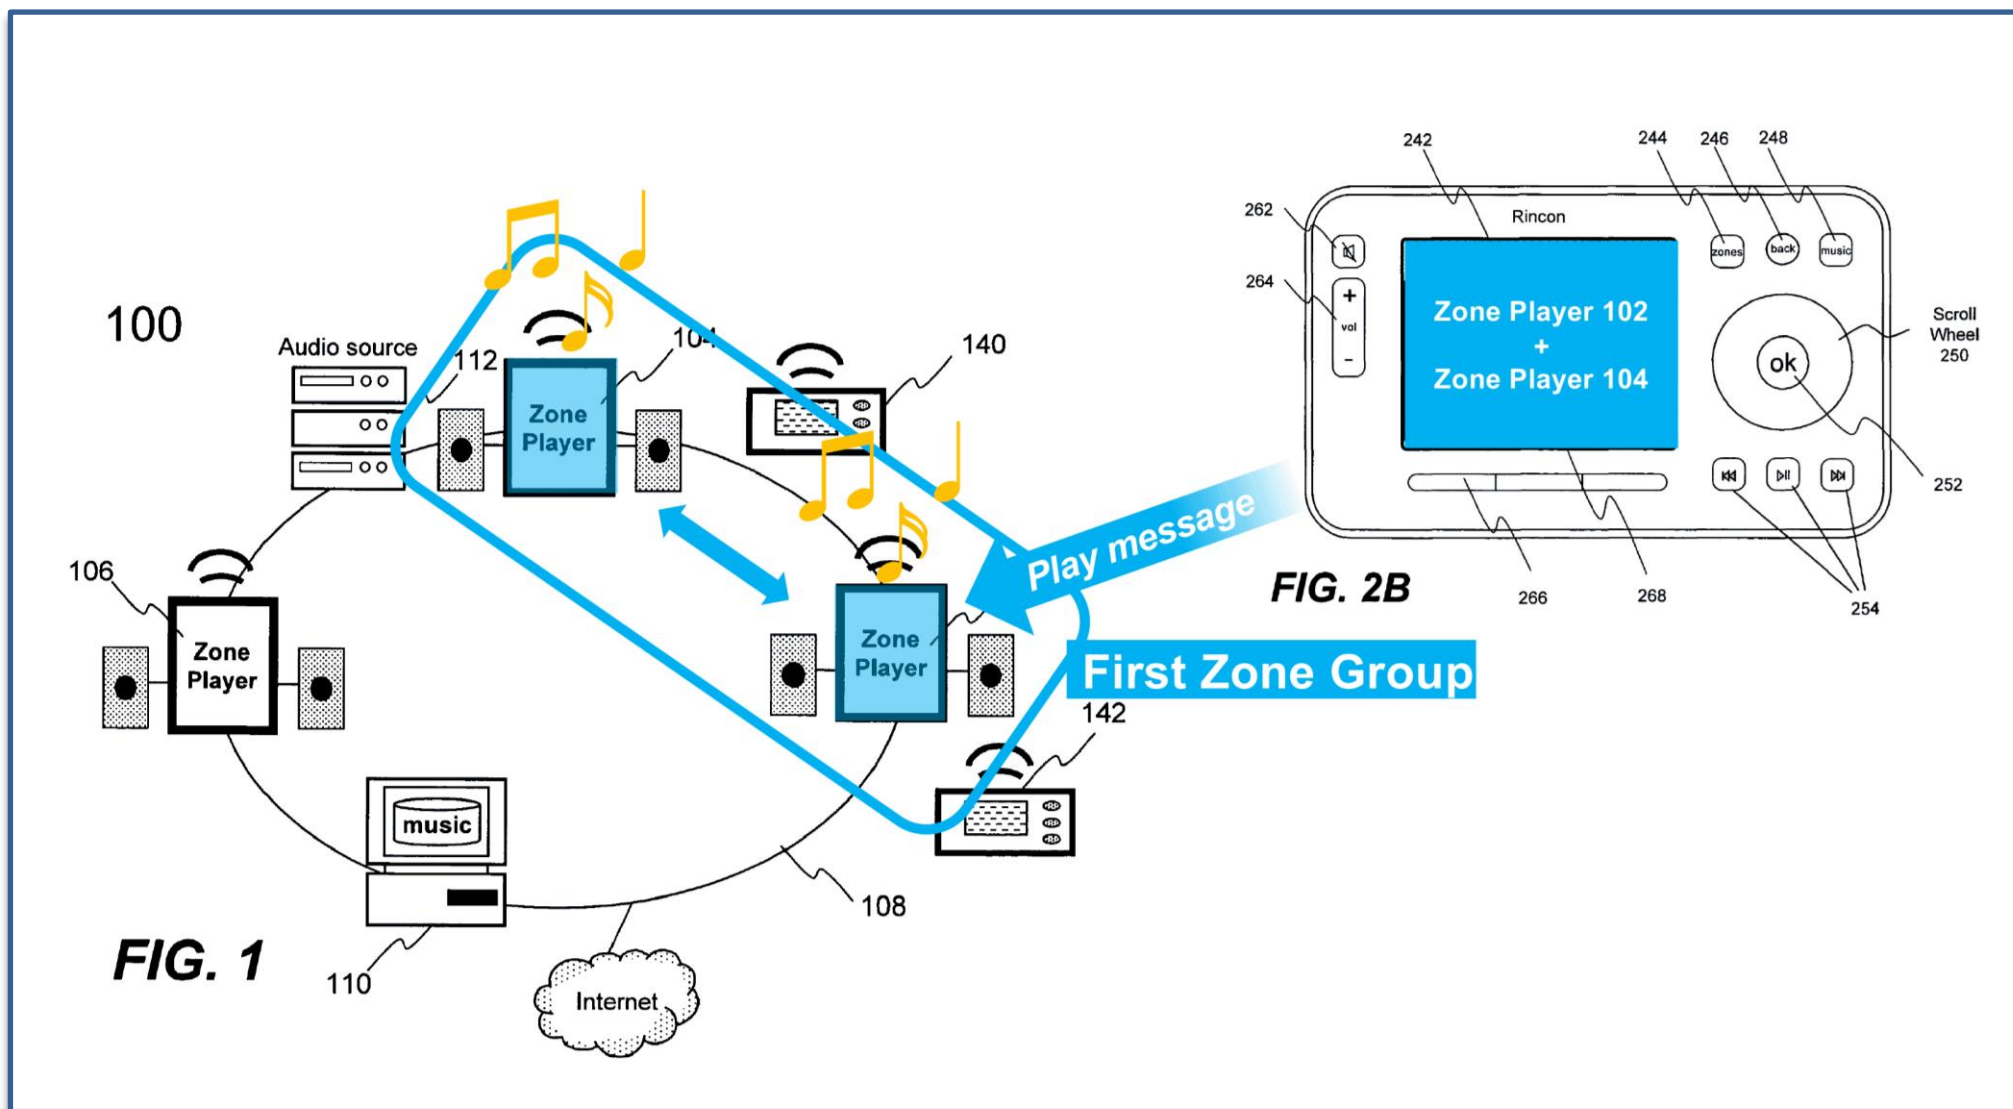 100
Audio source
112
104
140
Zone
Player
106
Zone
Player
Zone
Player
music
110
108
142
Internet
FIG. 1
Play message
First Zone Group
242
244
246
248
262
264
Rincon
zones
back
music
+
vol
-
Zone Player 102
+
Zone Player 104
ok
Scroll
Wheel
250
252
254
266
268
FIG. 2B